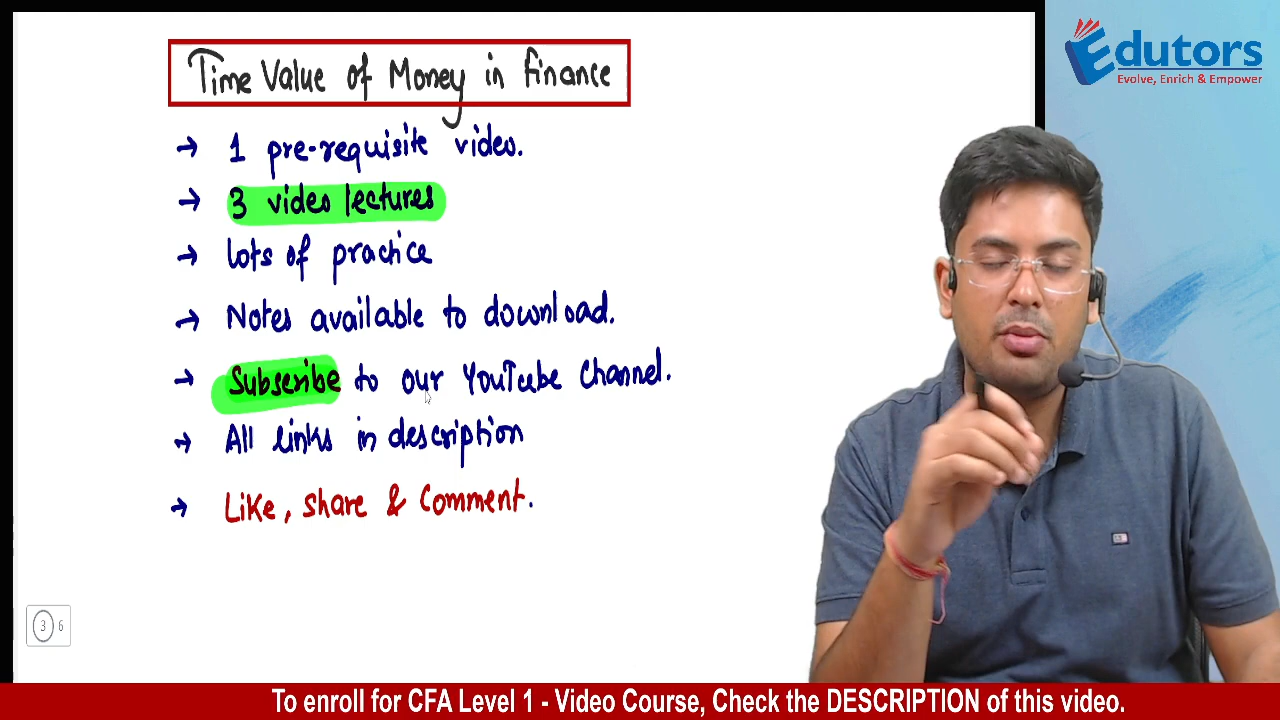 Time Value of Money in Finance
→ 1 pre-requisite video.
→ 3 video lectures
→ Lots of practice
→ Notes available to download.
→ Subscribe to our YouTube Channel.
→ All links in description
→ Like, share & Comment.
3 6
Edutors
Evolve, Enrich & Empower
To enroll for CFA Level 1 - Video Course, Check the DESCRIPTION of this video.